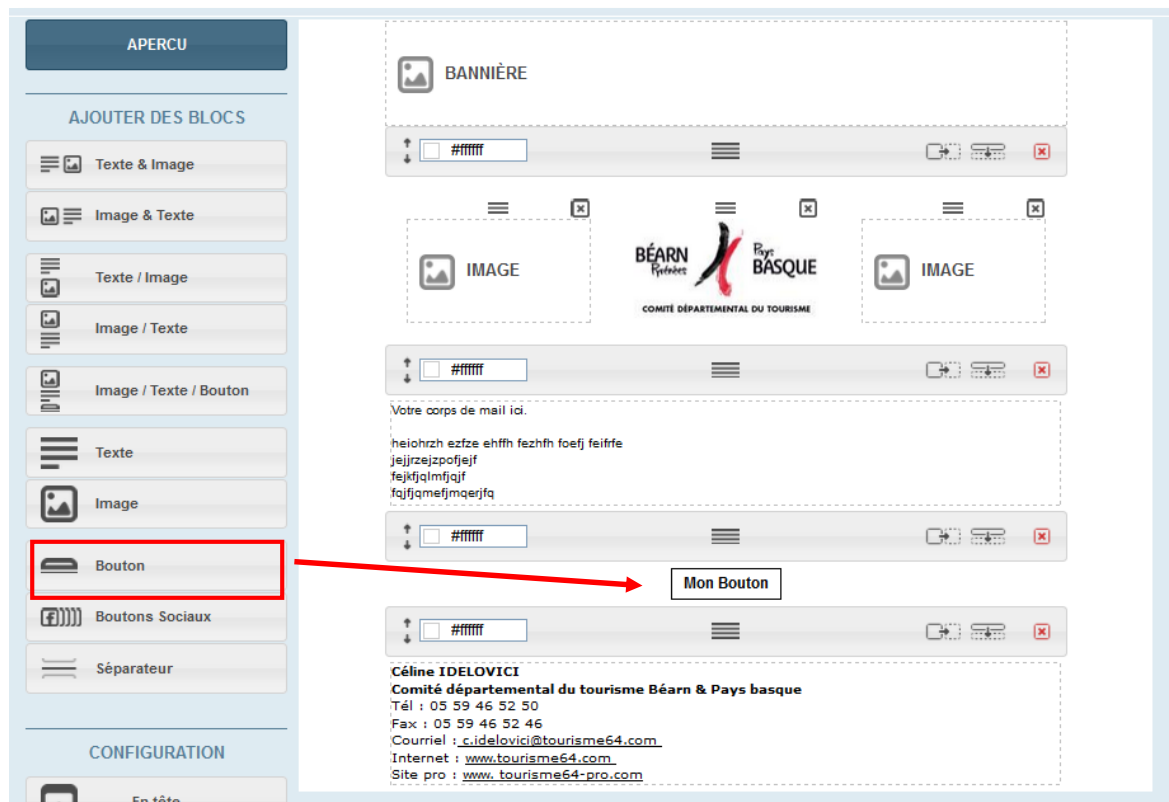 APERCU
AJOUTER DES BLOCS
Texte & Image
Image & Texte
Texte / Image
Image / Texte
Image / Texte / Bouton
Texte
Image
Bouton
Boutons Sociaux
Séparateur
CONFIGURATION
En tête
BANNIÈRE
#ffffff
IMAGE
BÉARN
Pyrénées
Pays
BASQUE
COMITÉ DÉPARTEMENTAL DU TOURISME
IMAGE
#ffffff
Votre corps de mail ici.
heiohrzh ezfze ehffh fezhfh foefj feifrfe
jejjrzejzpofjejf
fejkfjqlmfjqjf
fqjfjqmefjmqerjfq
#ffffff
Mon Bouton
#ffffff
Céline IDELOVICI
Comité départemental du tourisme Béarn & Pays basque
Tél : 05 59 46 52 50
Fax : 05 59 46 52 46
Courriel : c.idelovici@tourisme64.com
Internet : www.tourisme64.com
Site pro : www. tourisme64-pro.com